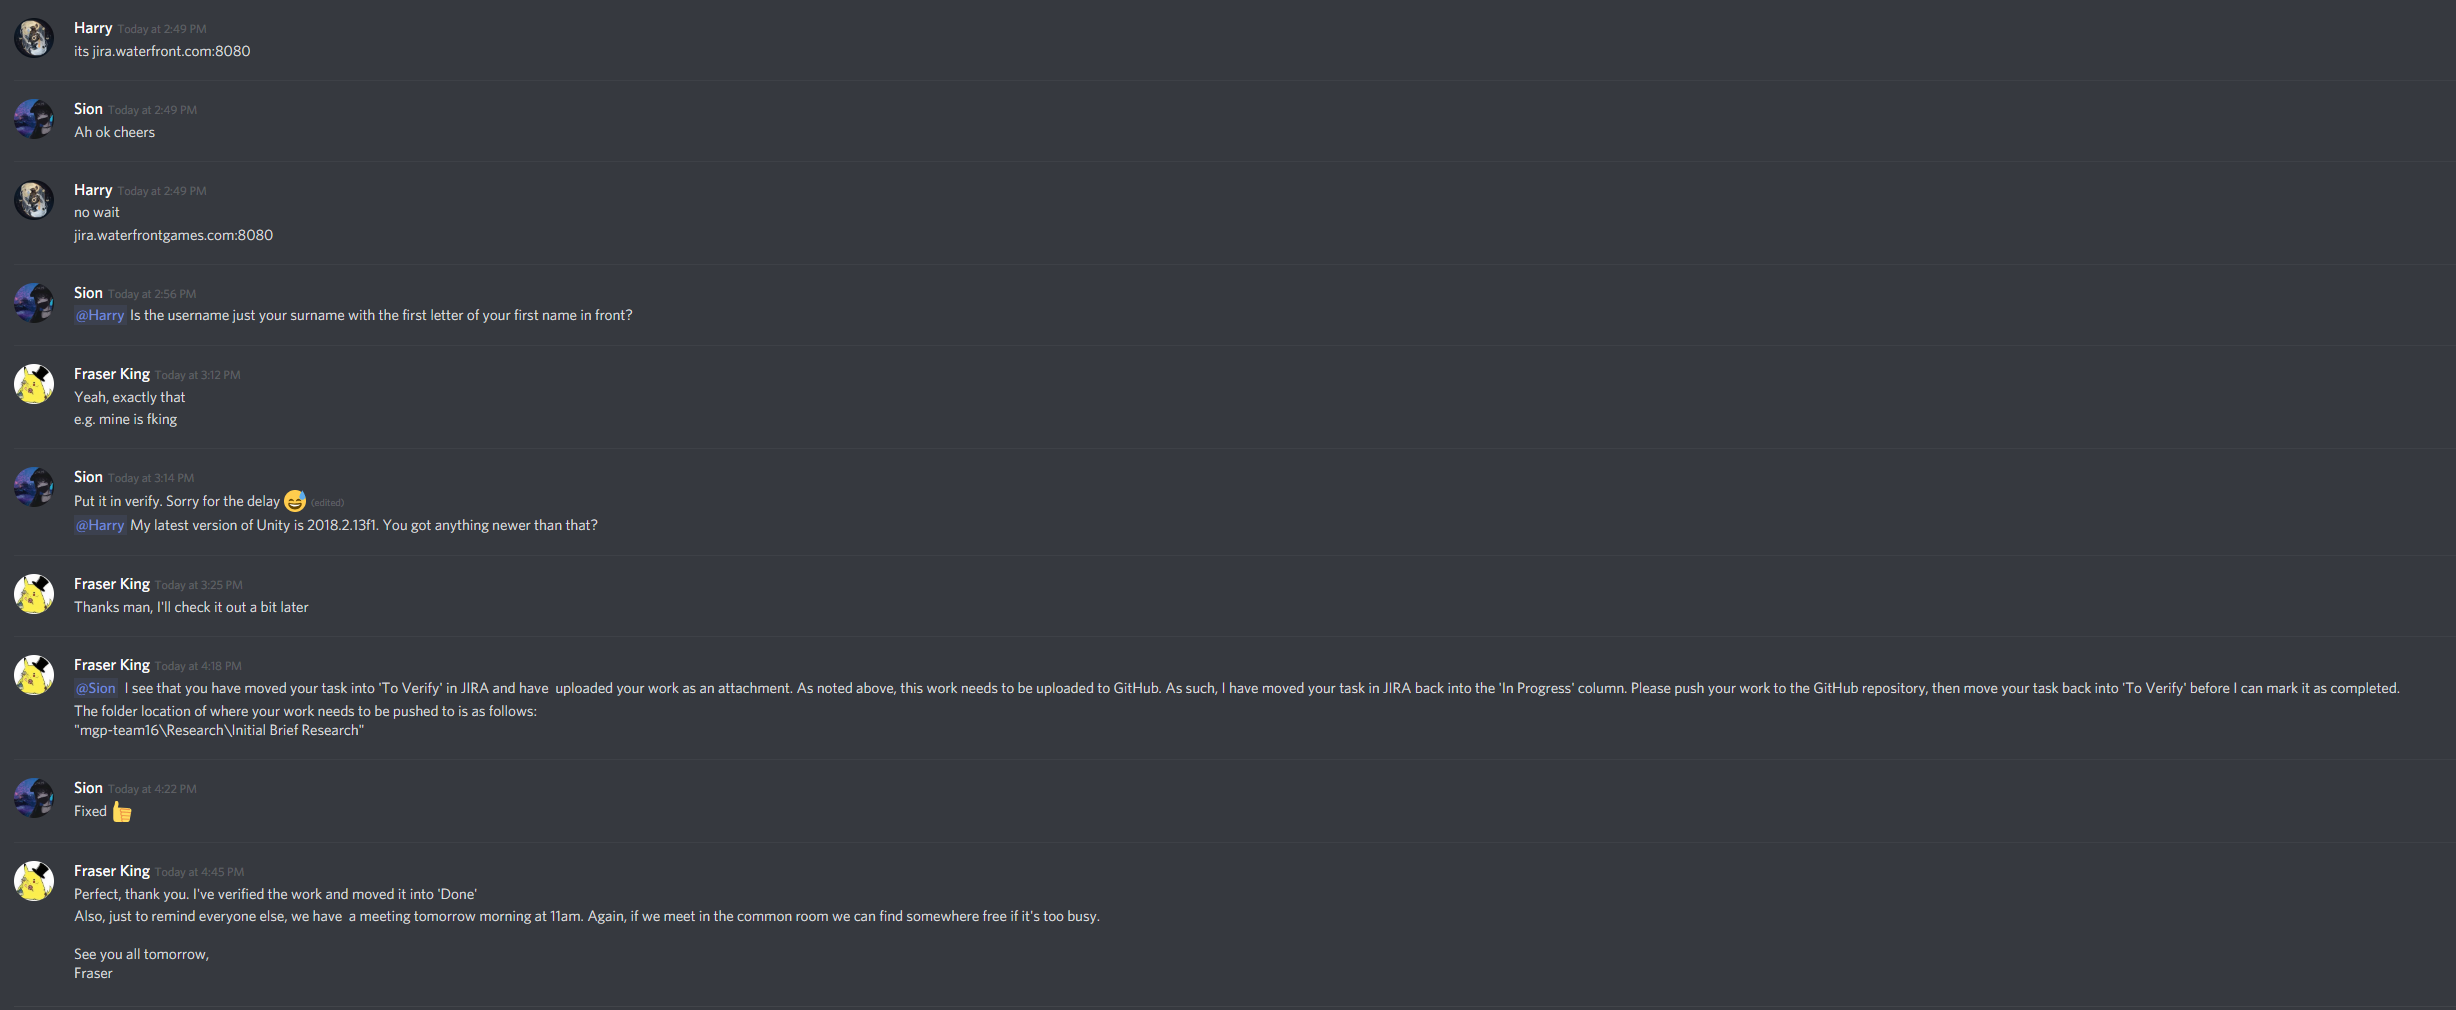 Harry Today at 2:49 PM
its jira.waterfront.com:8080
Sion Today at 2:49 PM
Ah ok cheers
Harry Today at 2:49 PM
no wait
jira.waterfrontgames.com:8080
Sion Today at 2:56 PM
@Harry Is the username just your surname with the first letter of your first name in front?
Fraser King Today at 3:12 PM
Yeah, exactly that
e.g. mine is fking
Sion Today at 3:14 PM
Put it in verify. Sorry for the delay 😅 (edited)
@Harry My latest version of Unity is 2018.2.13f1. You got anything newer than that?
Fraser King Today at 3:25 PM
Thanks man, I'll check it out a bit later
Fraser King Today at 4:18 PM
@Sion I see that you have moved your task into 'To Verify' in JIRA and have uploaded your work as an attachment. As noted above, this work needs to be uploaded to GitHub. As such, I have moved your task in JIRA back into the 'In Progress' column. Please push your work to the GitHub repository, then move your task back into 'To Verify' before I can mark it as completed.
The folder location of where your work needs to be pushed to is as follows:
"mgp-team16\Research\Initial Brief Research"
Sion Today at 4:22 PM
Fixed 👍
Fraser King Today at 4:45 PM
Perfect, thank you. I've verified the work and moved it into 'Done'
Also, just to remind everyone else, we have a meeting tomorrow morning at 11am. Again, if we meet in the common room we can find somewhere free if it's too busy.
See you all tomorrow,
Fraser